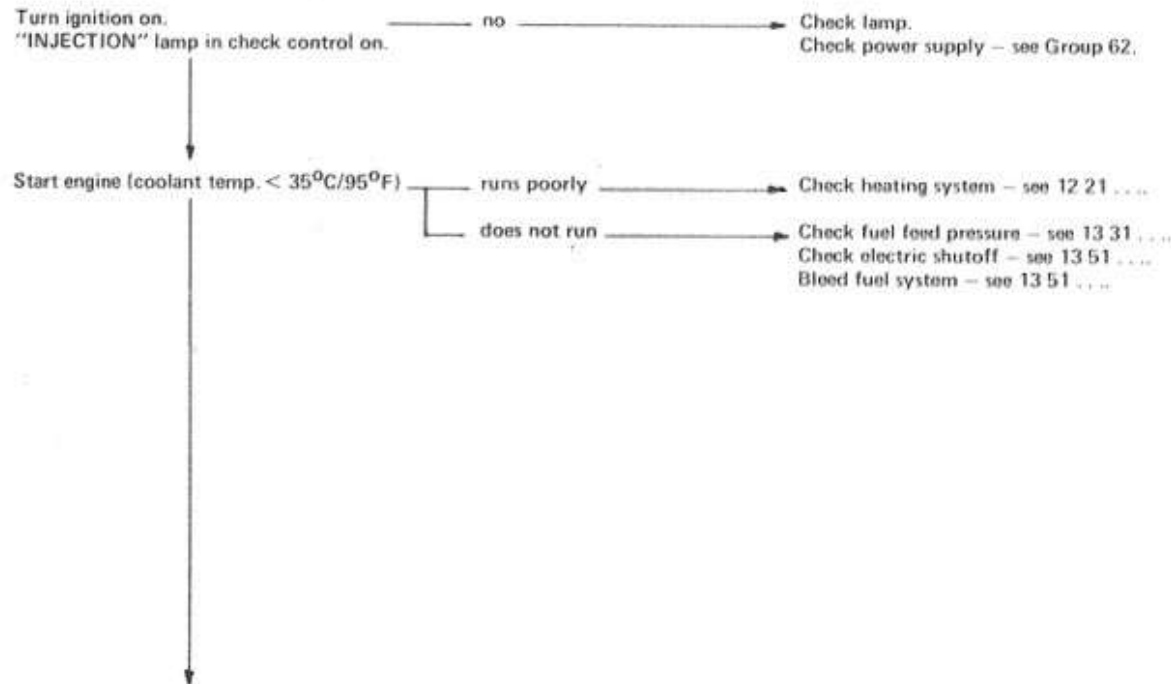 Turn ignition on.
"INJECTION" lamp in check control on.
no
Check lamp.
Check power supply – see Group 62.
Start engine (coolant temp. < 35°C/95°F)
runs poorly
Check heating system – see 12 21 . . . .
does not run
Check fuel feed pressure – see 13 31 . . . .
Check electric shutoff – see 13 51 . . . .
Bleed fuel system – see 13 51 . . . .